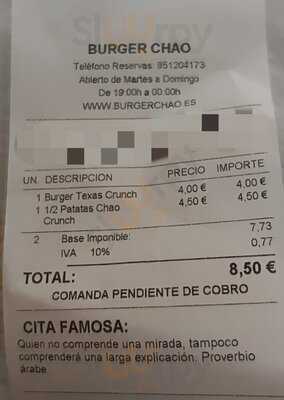 BURGER CHAO
Teléfono Reservas: 951204173
Abierto de Martes a Domingo
De 19:00h a 00:00h
WWW.BURGERCHAO.ES
UN. DESCRIPCION PRECIO IMPORTE
1 Burger Texas Crunch 4,00 € 4,00 €
1 1/2 Patatas Chao 4,50 € 4,50 €
Crunch
2 Base Imponible: 7,73
IVA 10% 0,77
TOTAL: 8,50 €
COMANDA PENDIENTE DE COBRO
CITA FAMOSA:
Quien no comprende una mirada, tampoco
comprenderá una larga explicación. Proverbio
árabe